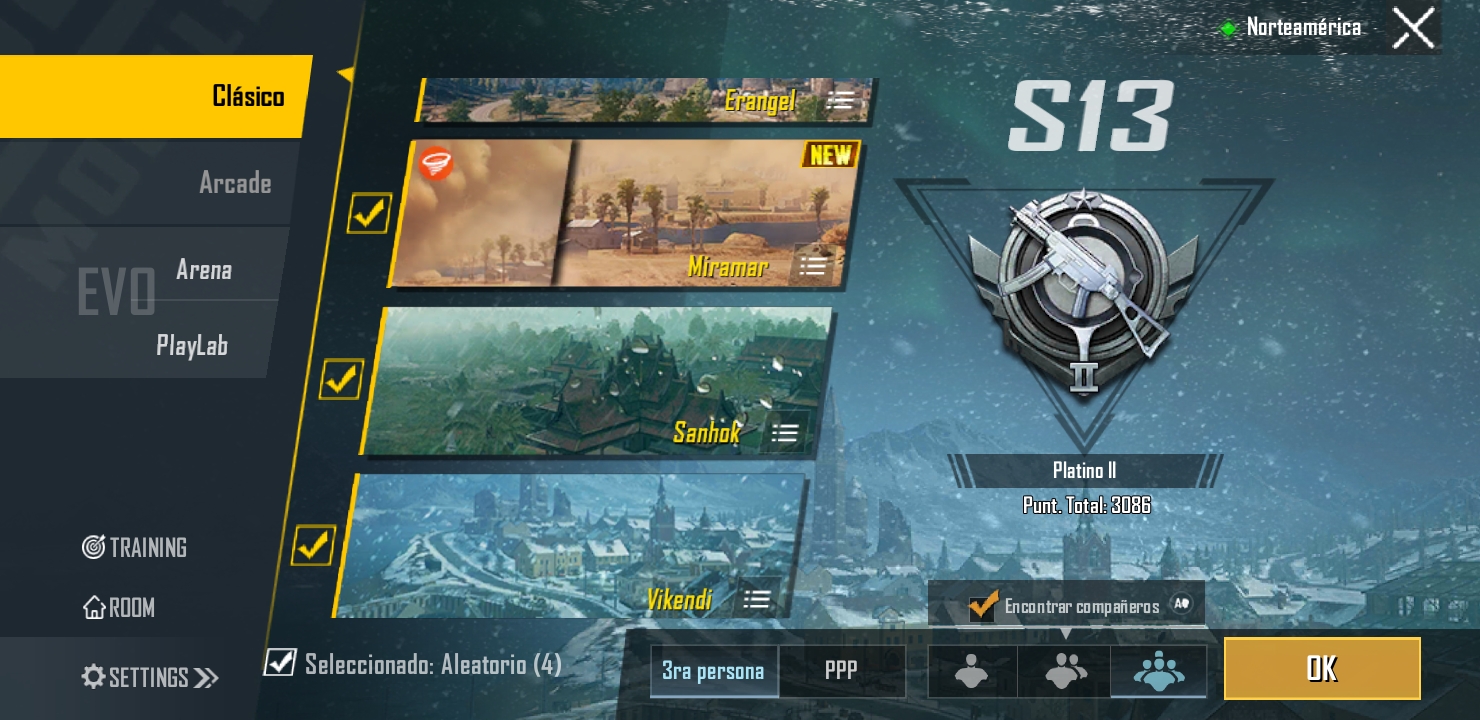 Norteamérica
Clásico
Arcade
EVO
Arena
PlayLab
Erangel
NEW
Miramar
Sanhok
Vikendi
S13
II
Platino II
Punt. Total: 3086
TRAINING
ROOM
SETTINGS
Encontrar compañeros
Seleccionado: Aleatorio (4)
3ra persona
PPP
OK